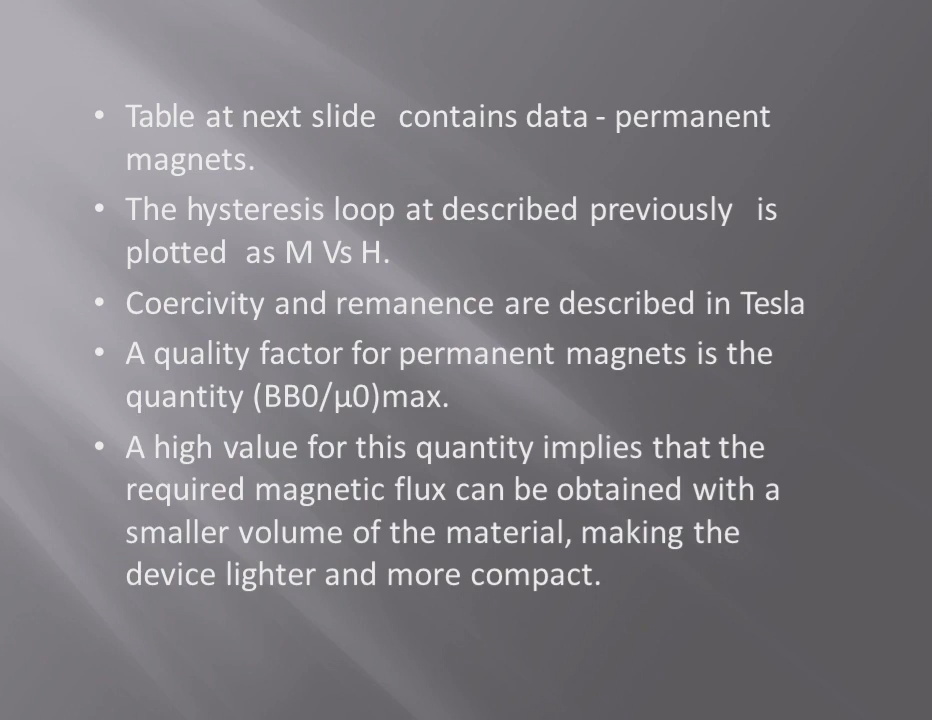 • Table at next slide contains data - permanent
magnets.
• The hysteresis loop at described previously is
plotted as M Vs H.
• Coercivity and remanence are described in Tesla
• A quality factor for permanent magnets is the
quantity (BB0/μ0)max.
• A high value for this quantity implies that the
required magnetic flux can be obtained with a
smaller volume of the material, making the
device lighter and more compact.